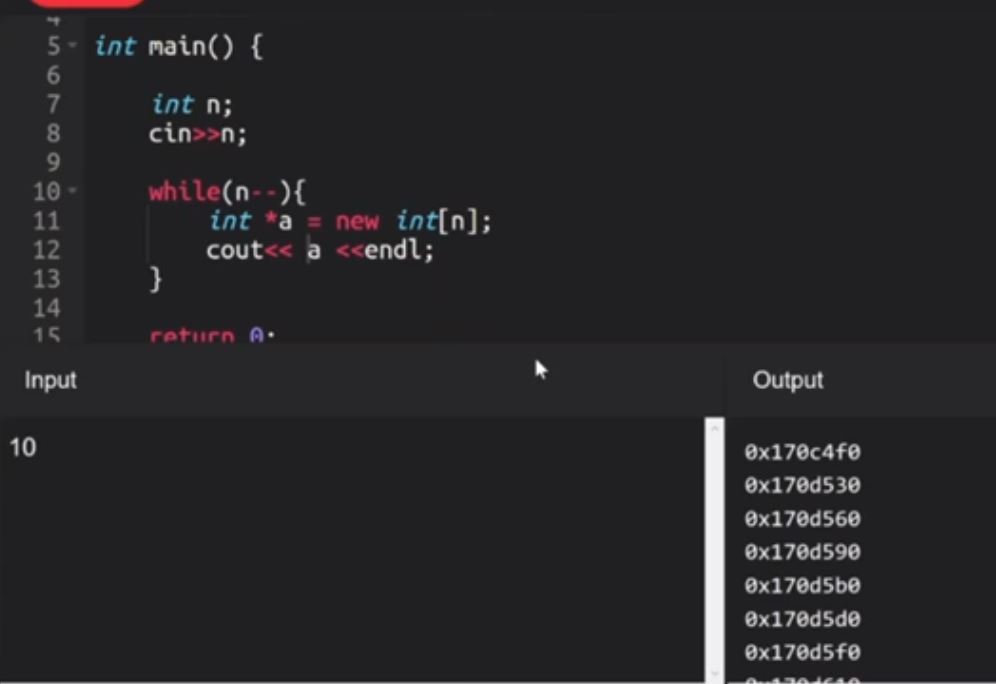 4
5 int main() {
6
7 int n;
8 cin>>n;
9
10 while(n--){
11 int *a = new int[n];
12 cout<< a <<endl;
13 }
14
15 return 0;
Input
Output
10
0x170c4f0
0x170d530
0x170d560
0x170d590
0x170d5b0
0x170d5d0
0x170d5f0
0x170d610